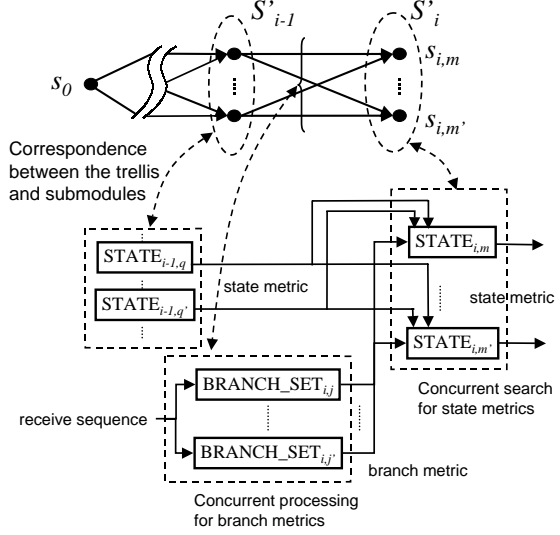 S'i-1
S'i
s0
si,m
si,m'
Correspondence
between the trellis
and submodules
STATEi-1,q
STATEi-1,q'
state metric
STATEi,m
state metric
STATEi,m'
Concurrent search
for state metrics
receive sequence
BRANCH_SETi,j
BRANCH_SETi,j'
branch metric
Concurrent processing
for branch metrics